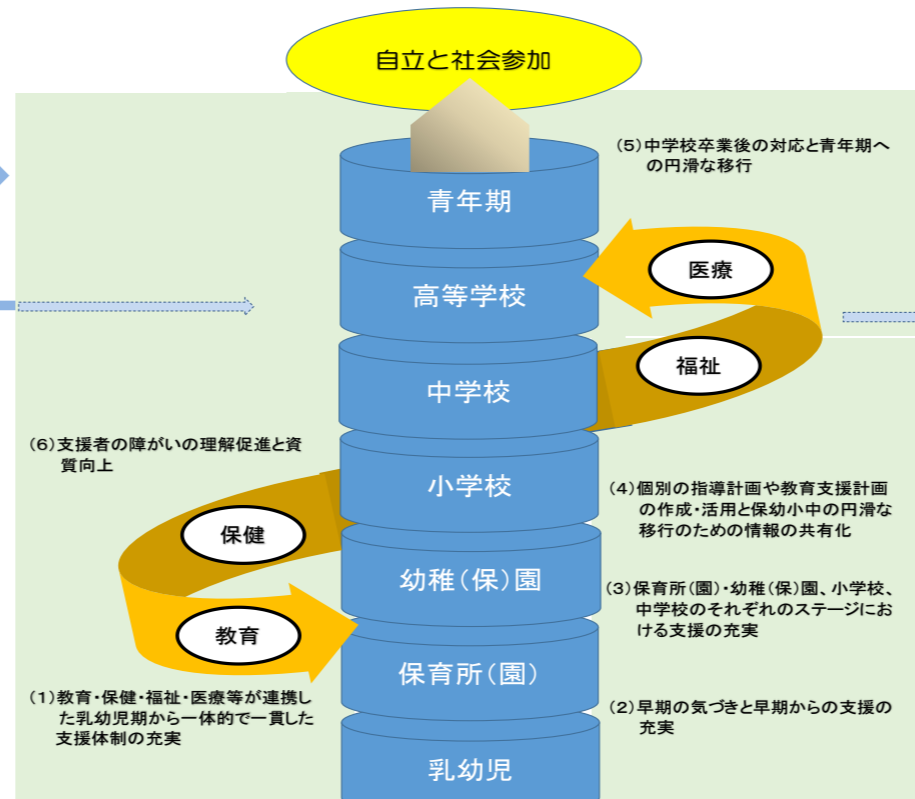 自立と社会参加
(5)中学校卒業後の対応と青年期へ
の円滑な移行
青年期
医療
高等学校
福祉
中学校
(6)支援者の障がいの理解促進と資
質向上
小学校
(4)個別の指導計画や教育支援計画
の作成・活用と保幼小中の円滑な
移行のための情報の共有化
保健
幼稚(保)園
(3)保育所(園)・幼稚(保)園、小学校、
中学校のそれぞれのステージにお
ける支援の充実
教育
保育所(園)
(1)教育・保健・福祉・医療等が連携し
た乳幼児期から一体的で一貫した
支援体制の充実
(2)早期の気づきと早期からの支援の
充実
乳幼児